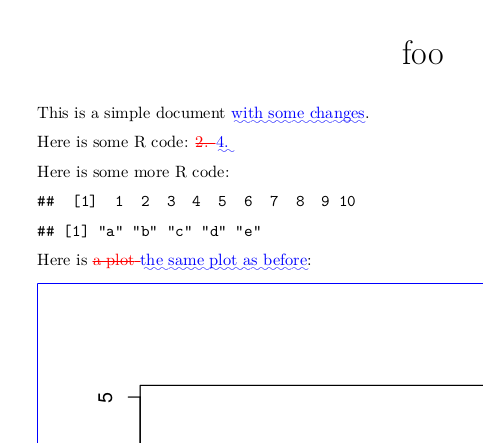 foo
This is a simple document with some changes.
Here is some R code: 2. 4.
Here is some more R code:
##  [1]  1  2  3  4  5  6  7  8  9 10
## [1] "a" "b" "c" "d" "e"
Here is a plot the same plot as before:
5